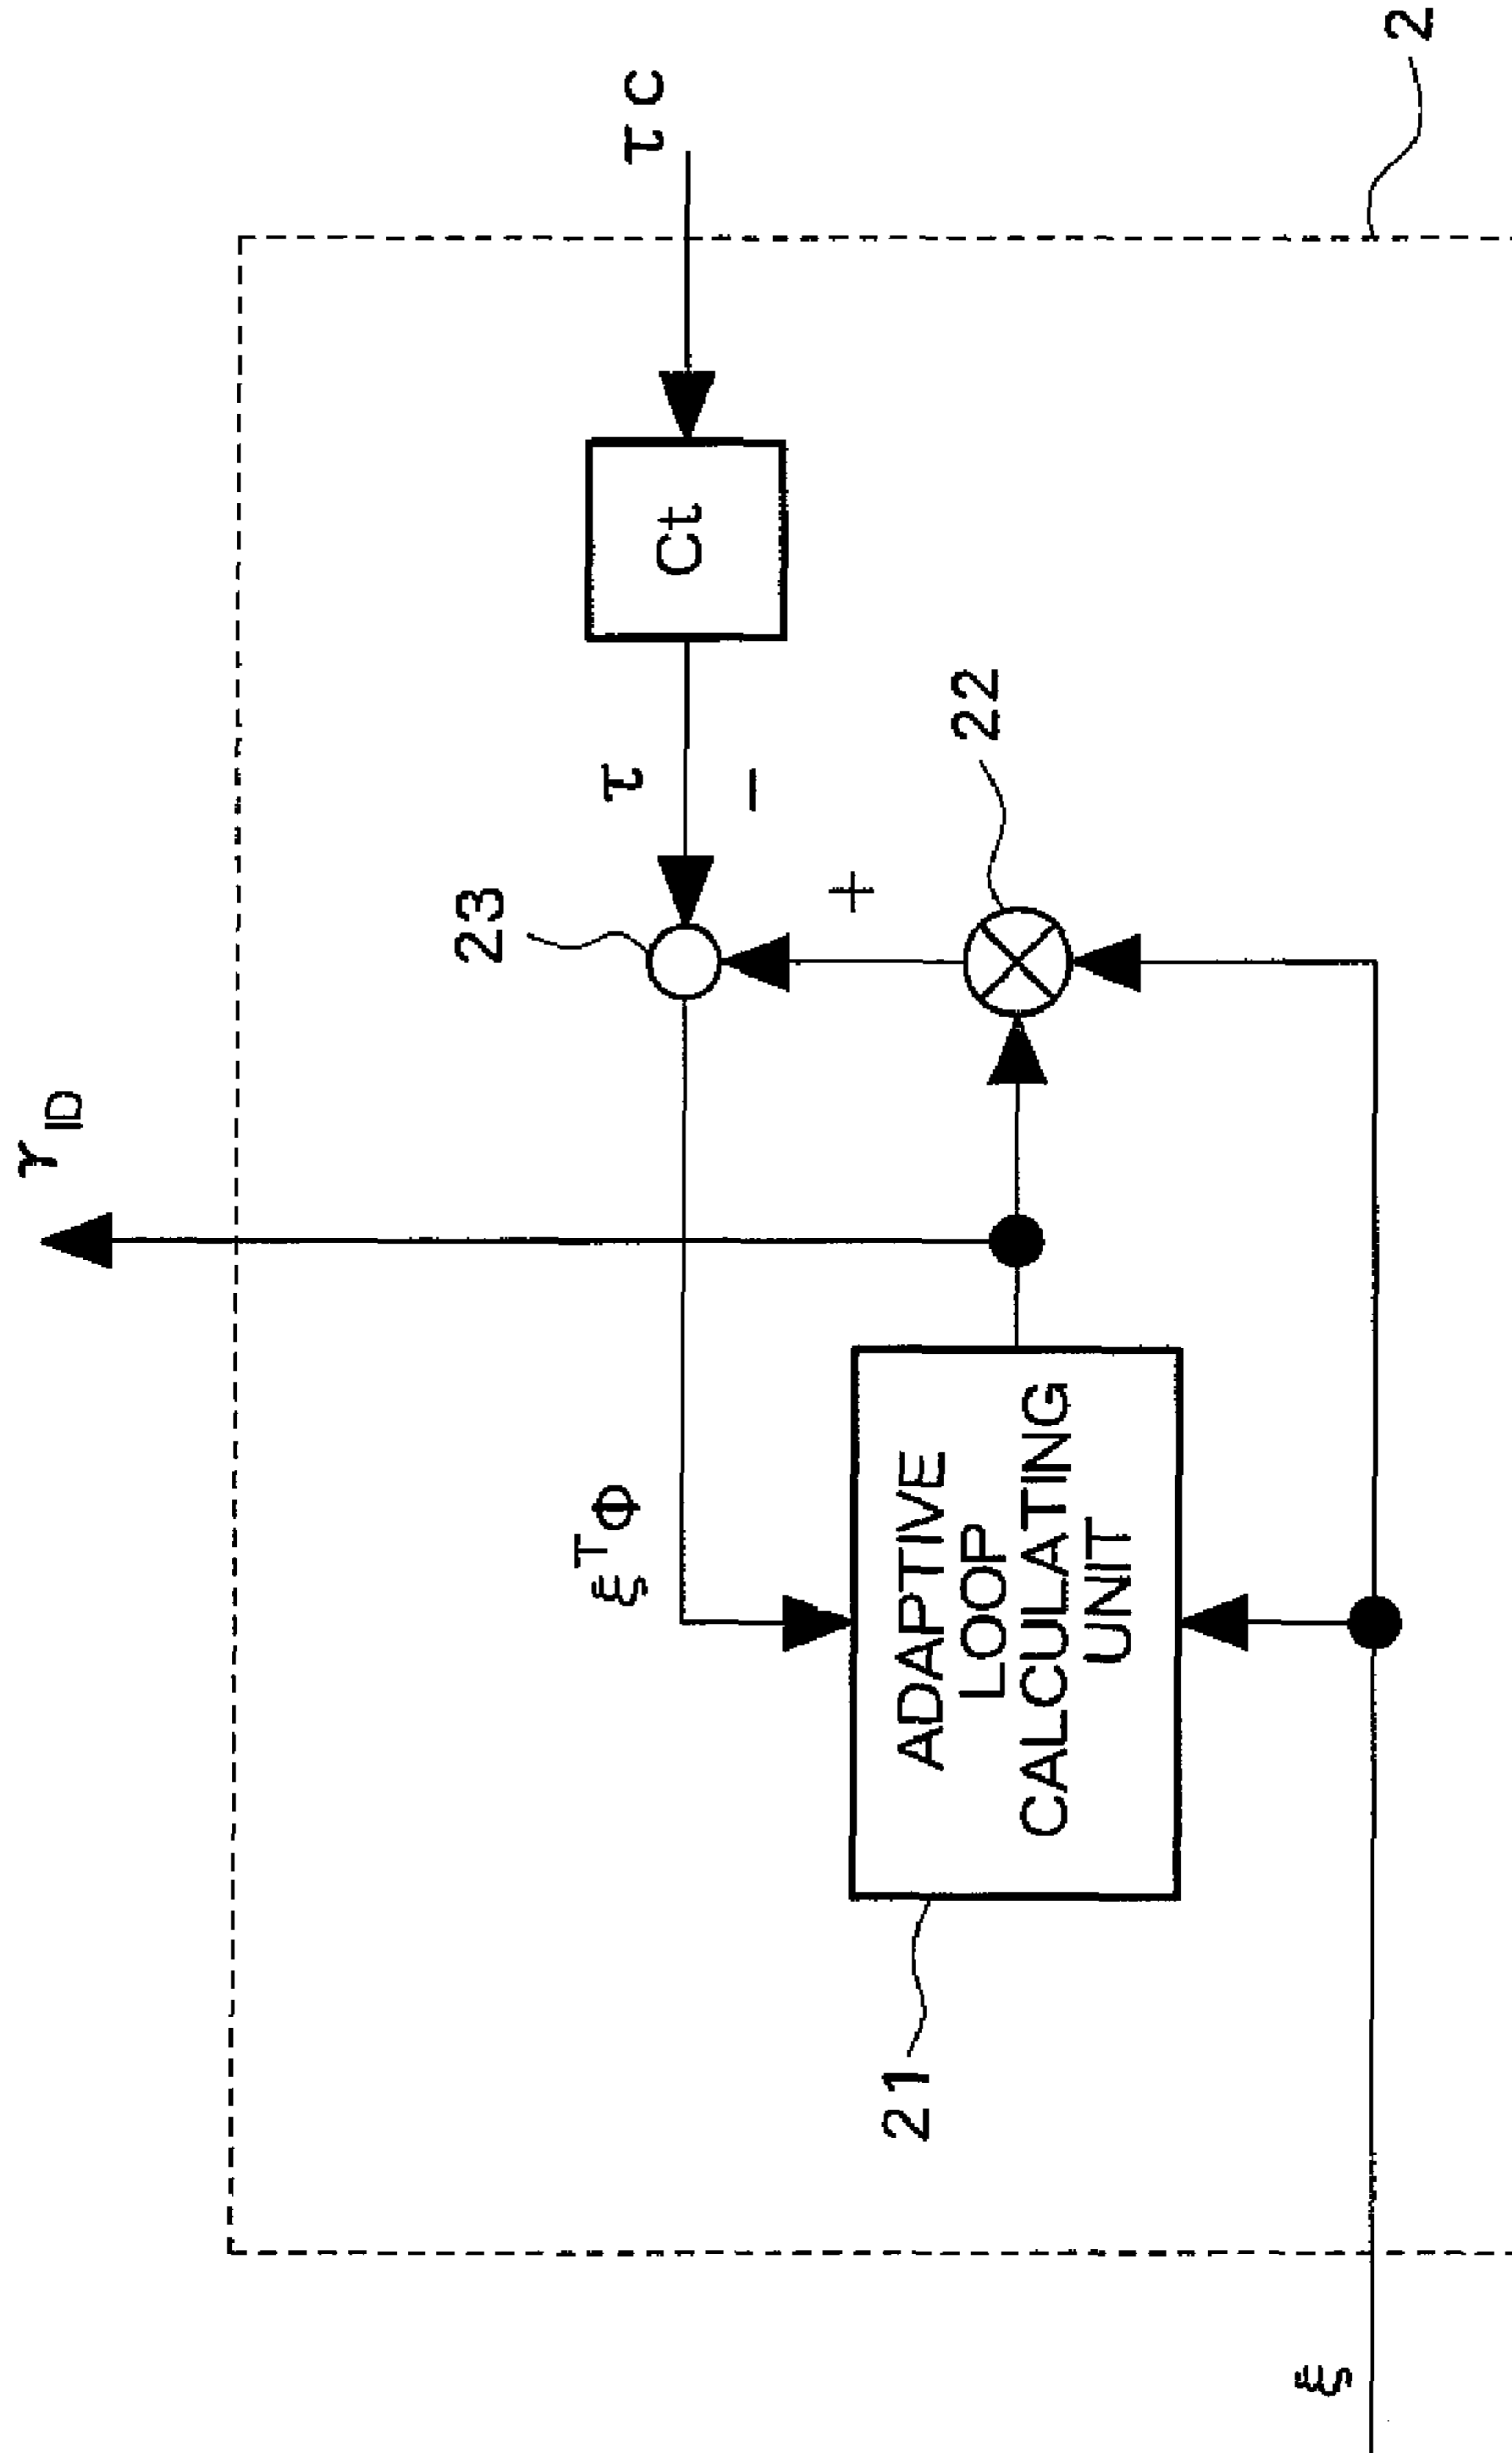 γID
τC
Ct
τ
−
23
+
22
ξTΦ
ADAPTIVE
LOOP
CALCULATING
UNIT
21
ξ
2